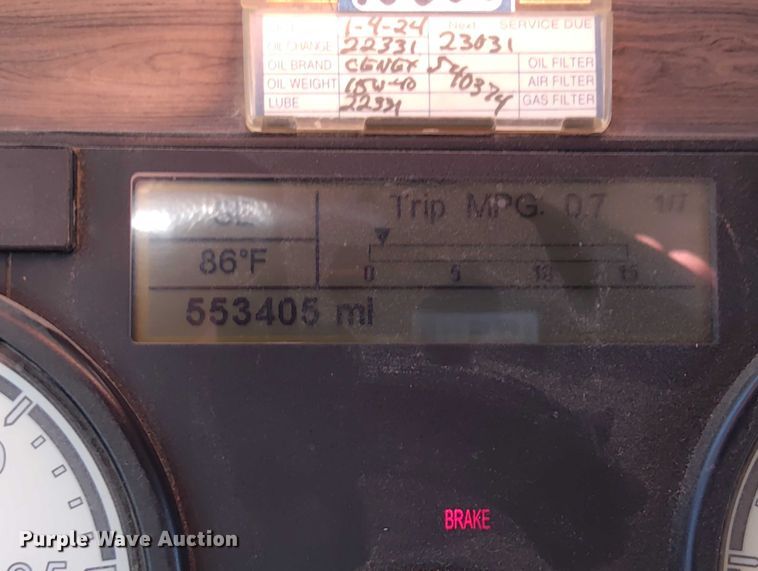 1-4-24 Next SERVICE DUE
OIL CHANGE 22331 23031
OIL BRAND CENEX OIL FILTER
OIL WEIGHT 15W-40 540374 AIR FILTER
LUBE 22331 GAS FILTER
Trip MPG: 0.7 1/7
86°F
0 5 10 15
553405 mi
BRAKE
Purple Wave Auction